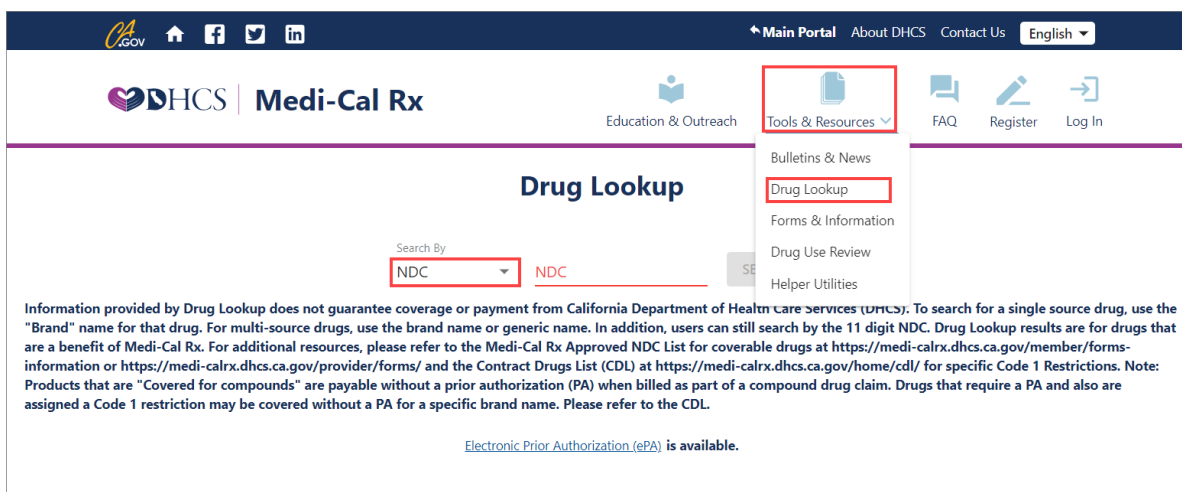 CA.GOV
Main Portal About DHCS Contact Us English
DHCS Medi-Cal Rx
Education & Outreach Tools & Resources FAQ Register Log In
Bulletins & News
Drug Lookup
Drug Lookup
Forms & Information
Search By
Drug Use Review
NDC NDC SE
Helper Utilities
Information provided by Drug Lookup does not guarantee coverage or payment from California Department of Health Care Services (DHCS). To search for a single source drug, use the
"Brand" name for that drug. For multi-source drugs, use the brand name or generic name. In addition, users can still search by the 11 digit NDC. Drug Lookup results are for drugs that
are a benefit of Medi-Cal Rx. For additional resources, please refer to the Medi-Cal Rx Approved NDC List for coverable drugs at https://medi-calrx.dhcs.ca.gov/member/forms-
information or https://medi-calrx.dhcs.ca.gov/provider/forms/ and the Contract Drugs List (CDL) at https://medi-calrx.dhcs.ca.gov/home/cdl/ for specific Code 1 Restrictions. Note:
Products that are "Covered for compounds" are payable without a prior authorization (PA) when billed as part of a compound drug claim. Drugs that require a PA and also are
assigned a Code 1 restriction may be covered without a PA for a specific brand name. Please refer to the CDL.
Electronic Prior Authorization (ePA) is available.